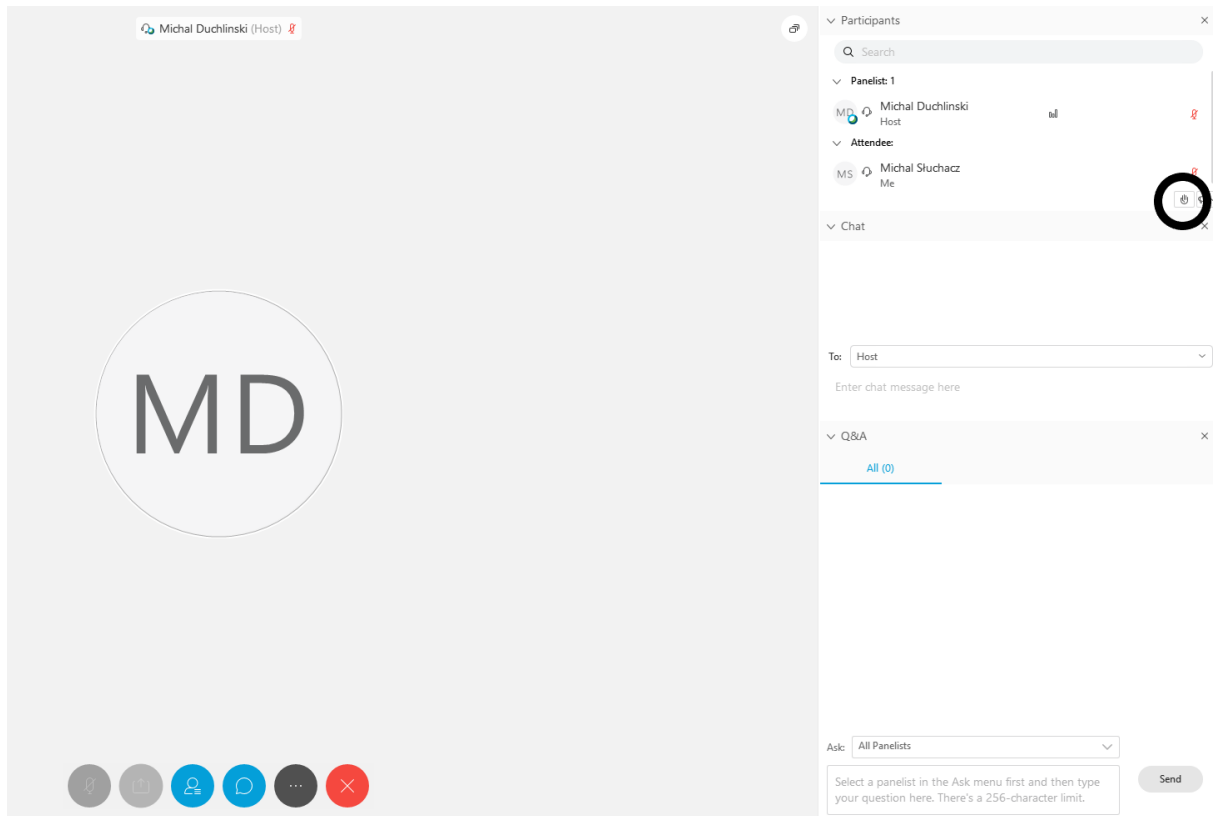 Michal Duchlinski (Host)
Participants
Search
Panelist: 1
MD
Michal Duchlinski
Host
Attendee:
MS
Michal Słuchacz
Me
Chat
MD
To: Host
Enter chat message here
Q&A
All (0)
Ask: All Panelists
Select a panelist in the Ask menu first and then type
your question here. There's a 256-character limit.
Send